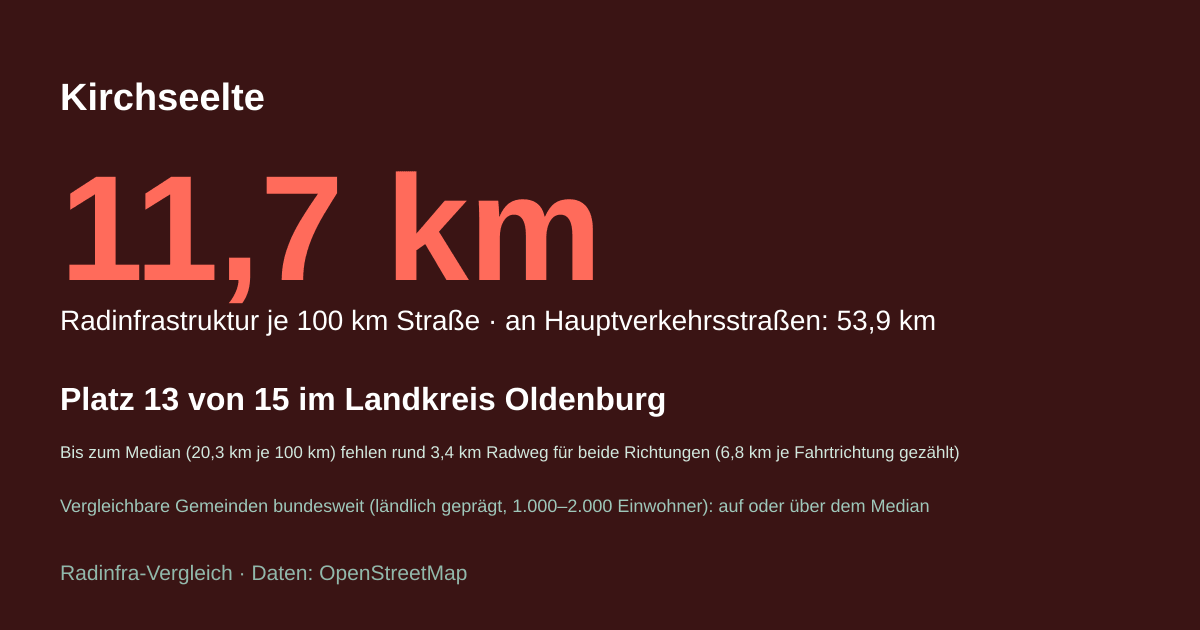 Kirchseelte
11,7 km
Radinfrastruktur je 100 km Straße · an Hauptverkehrsstraßen: 53,9 km
Platz 13 von 15 im Landkreis Oldenburg
Bis zum Median (20,3 km je 100 km) fehlen rund 3,4 km Radweg für beide Richtungen (6,8 km je Fahrtrichtung gezählt)
Vergleichbare Gemeinden bundesweit (ländlich geprägt, 1.000–2.000 Einwohner): auf oder über dem Median
Radinfra-Vergleich · Daten: OpenStreetMap